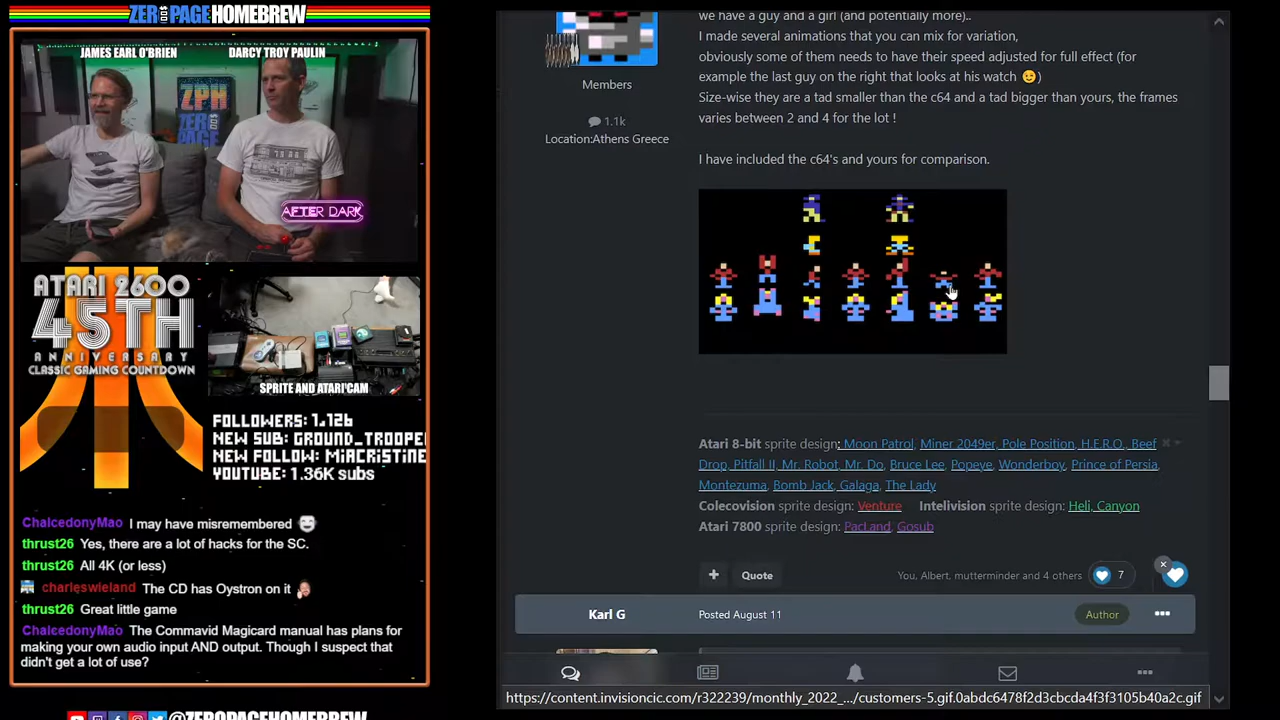 ZEROPAGEHOMEBREW
JAMES EARL O'BRIEN
DARCY TROY PAULIN
ZPH
ZERO
PAGE
AFTER DARK
ATARI 2600
45TH
ANNIVERSARY
CLASSIC GAMING COUNTDOWN
SPRITE AND ATARI CAM
FOLLOWERS: 1,126
NEW SUB: GROUND_TROOPER
NEW FOLLOW: MIACRISTINE
YOUTUBE: 1.36K subs
ChalcedonyMao I may have misremembered
thrust26 Yes, there are a lot of hacks for the SC.
thrust26 All 4K (or less)
charleswieland The CD has Oystron on it
thrust26 Great little game
ChalcedonyMao The Commavid Magicard manual has plans for
making your own audio input AND output. Though I suspect that
didn't get a lot of use?
@ZEROPAGEHOMEBREW
Members
1.1k
Location:Athens Greece
we have a guy and a girl (and potentially more)..
I made several animations that you can mix for variation,
obviously some of them needs to have their speed adjusted for full effect (for
example the last guy on the right that looks at his watch 😉)
Size-wise they are a tad smaller than the c64 and a tad bigger than yours, the frames
varies between 2 and 4 for the lot !
I have included the c64's and yours for comparison.
Atari 8-bit sprite design: Moon Patrol, Miner 2049er, Pole Position, H.E.R.O., Beef
Drop, Pitfall II, Mr. Robot, Mr. Do, Bruce Lee, Popeye, Wonderboy, Prince of Persia,
Montezuma, Bomb Jack, Galaga, The Lady
Colecovision sprite design: Venture Intelivision sprite design: Heli, Canyon
Atari 7800 sprite design: PacLand, Gosub
+ Quote
You, Albert, mutterminder and 4 others
7
Karl G
Posted August 11
Author
https://content.invisioncic.com/r322239/monthly_2022_.../customers-5.gif.0abdc6478f2d3cbcda4f3f3105b40a2c.gif